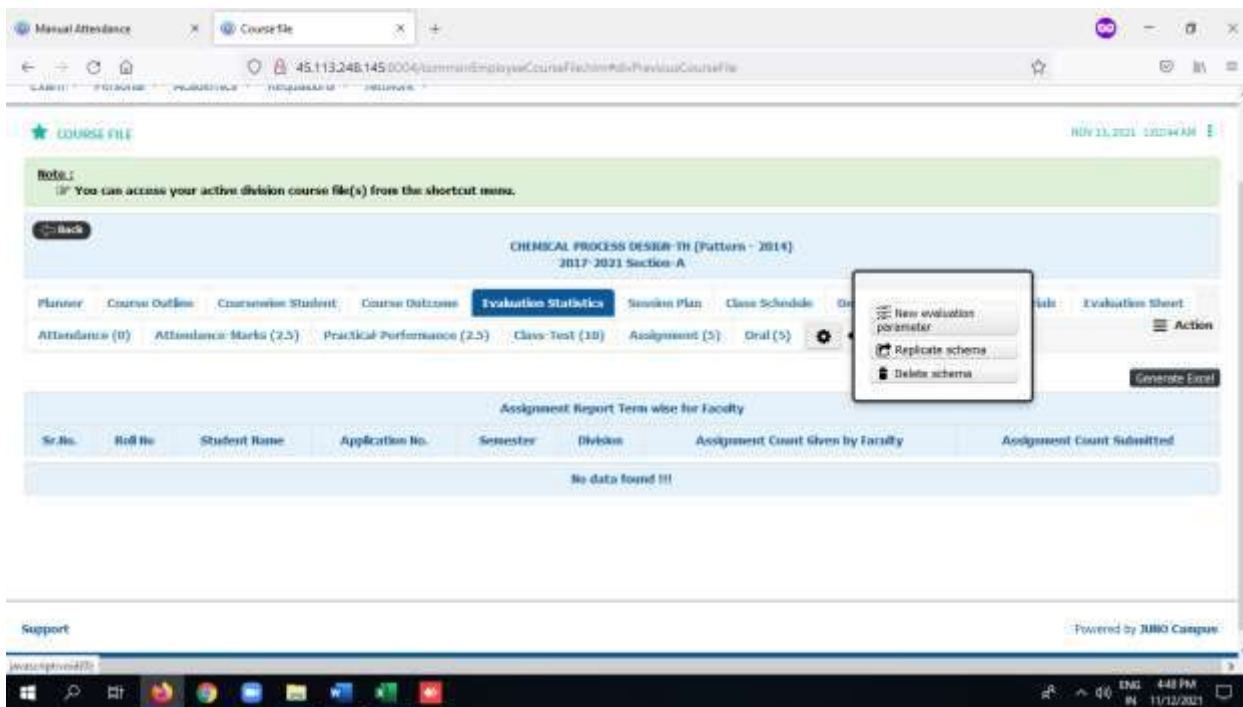 Manual Attendance
Course file
45.113.248.145
Exam Personal Academics Requisitions Network
COURSE FILE
NOV 13, 2021
Note :
You can access your active division course file(s) from the shortcut menu.
Back
CHEMICAL PROCESS DESIGN-TH (Pattern - 2014)
2017-2021 Section-A
Planner Course Outline Coursewise Student Course Outcome Evaluation Statistics Session Plan Class Schedule Evaluation Sheet
New evaluation
parameter
Replicate schema
Delete schema
Attendance (0) Attendance Marks (2.5) Practical Performance (2.5) Class Test (10) Assignment (5) Oral (5)
Action
Generate Excel
Assignment Report Term wise for Faculty
Sr.No. Roll No Student Name Application No. Semester Division Assignment Count Given by Faculty Assignment Count Submitted
No data found !!!
Support
Powered by JUNO Campus
ENG
IN
4:48 PM
11/12/2021